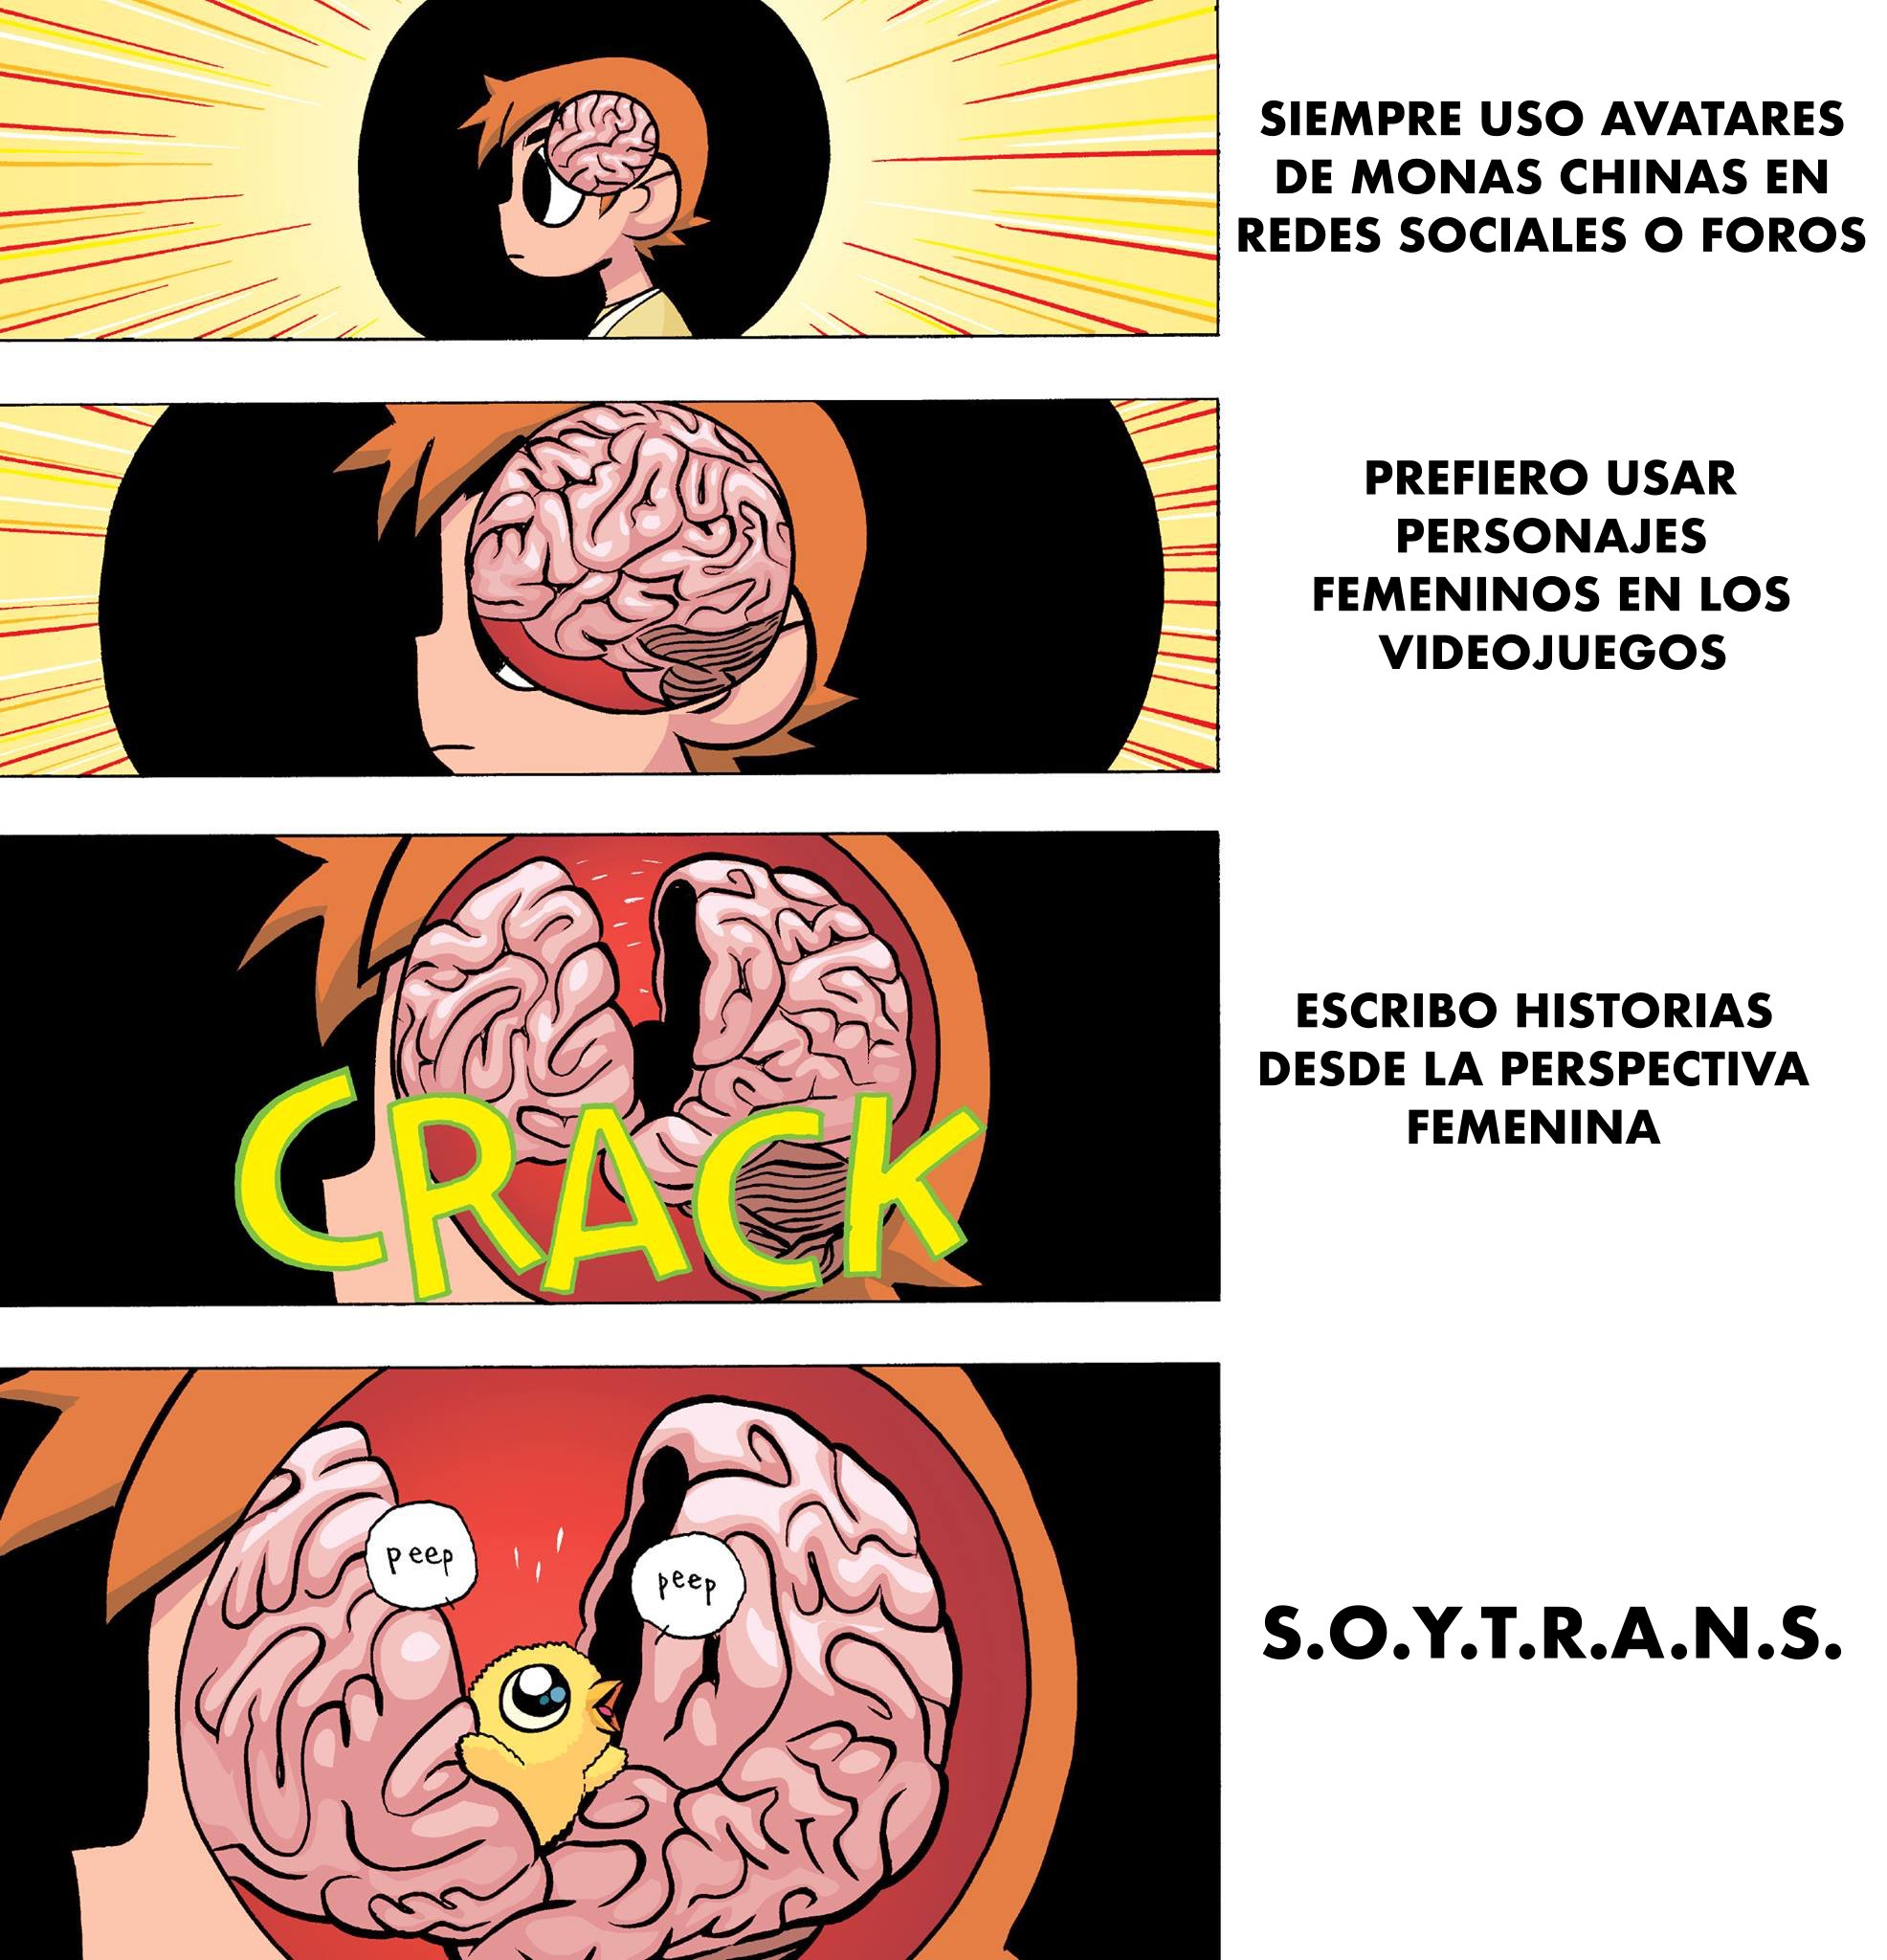 SIEMPRE USO AVATARES
DE MONAS CHINAS EN
REDES SOCIALES O FOROS
PREFIERO USAR
PERSONAJES
FEMENINOS EN LOS
VIDEOJUEGOS
CRACK
ESCRIBO HISTORIAS
DESDE LA PERSPECTIVA
FEMENINA
peep
peep
S.O.Y.T.R.A.N.S.